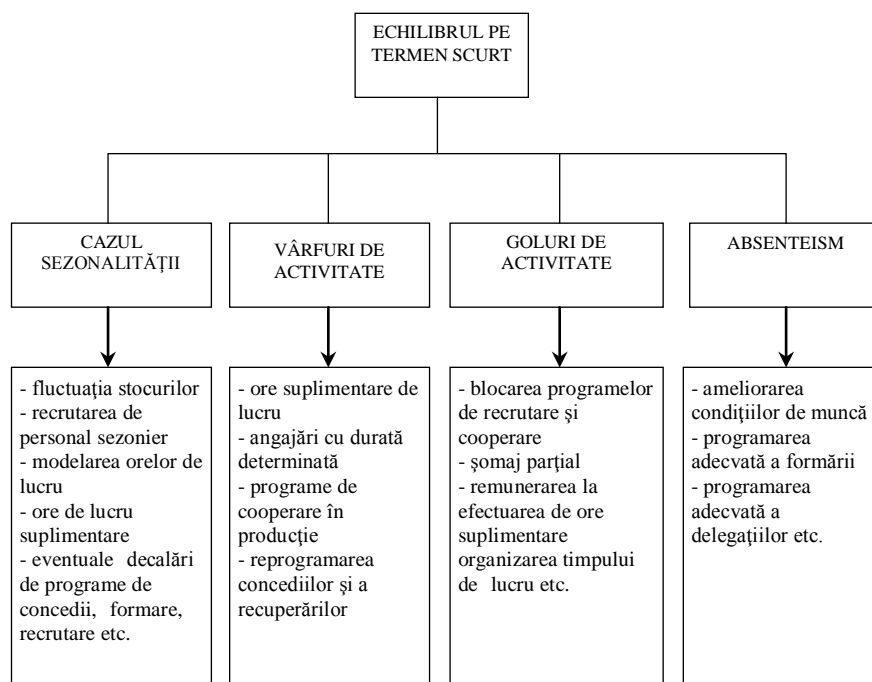 ECHILIBRUL PE
TERMEN SCURT
CAZUL
SEZONALITĂŢII
VÂRFURI DE
ACTIVITATE
GOLURI DE
ACTIVITATE
ABSENTEISM
- fluctuaţia stocurilor
- recrutarea de
personal sezonier
- modelarea orelor de
lucru
- ore de lucru
suplimentare
- eventuale decalări
de programe de
concedii, formare,
recrutare etc.
- ore suplimentare de
lucru
- angajări cu durată
determinată
- programe de
cooperare în
producţie
- reprogramarea
concediilor şi a
recuperărilor
- blocarea programelor
de recrutare şi
cooperare
- şomaj parţial
- remunerarea la
efectuarea de ore
suplimentare
organizarea timpului
de lucru etc.
- ameliorarea
condiţiilor de muncă
- programarea
adecvată a formării
- programarea
adecvată a
delegaţiilor etc.